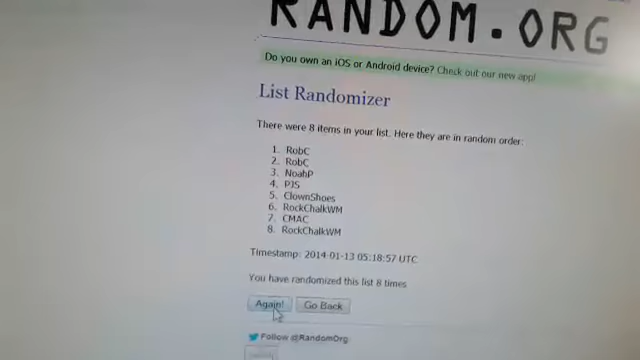 RANDOM.ORG
Do you own an iOS or Android device? Check out our new app!
List Randomizer
There were 8 items in your list. Here they are in random order:
1. RobC
2. RobC
3. NoahP
4. PJS
5. ClownShoes
6. RockChalkWM
7. CMAC
8. RockChalkWM
Timestamp: 2014-01-13 05:18:57 UTC
You have randomized this list 8 times
Again! Go Back
Follow @RandomOrg